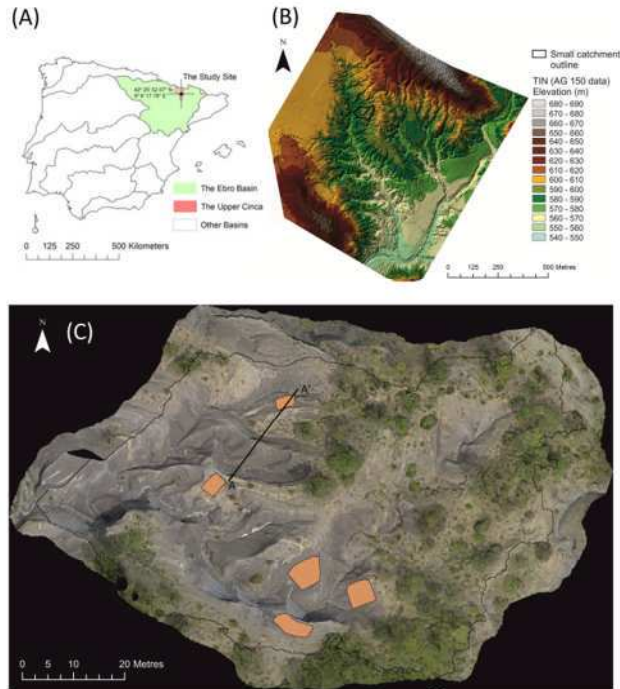 (A)
The Study Site
The Ebro Basin
The Upper Cinca
Other Basins
0 125 250 500 Kilometers
(B)
N
Small catchment
outline
TIN (AG 150 data)
Elevation (m)
680 - 690
670 - 680
660 - 670
650 - 660
640 - 650
630 - 640
620 - 630
610 - 620
600 - 610
590 - 600
580 - 590
570 - 580
560 - 570
550 - 560
540 - 550
0 125 250 500 Metres
(C)
N
A'
A
0 5 10 20 Metres